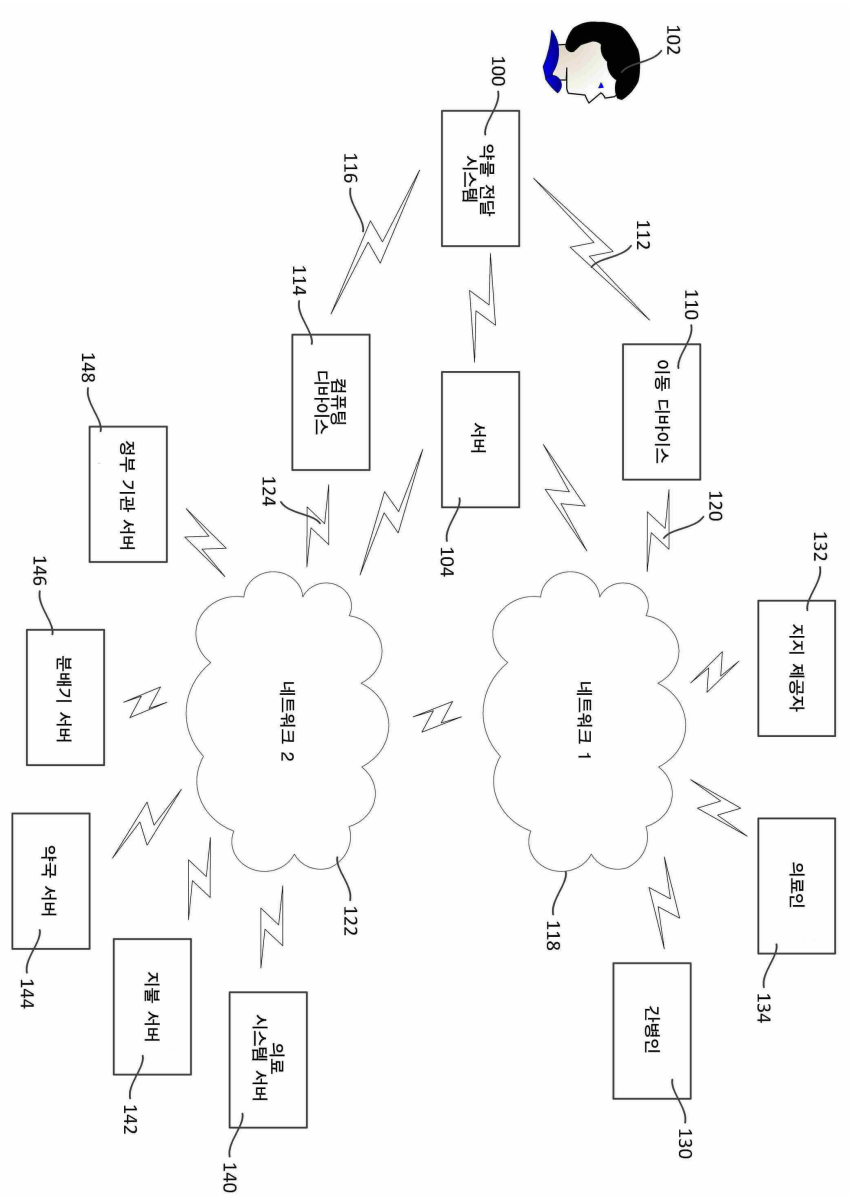 132
지지 제공자
의료인
134
120
110
이동 디바이스
간병인
130
102
112
네트워크 1
118
100
약물 전달
시스템
서버
104
116
114
컴퓨팅
디바이스
124
네트워크 2
122
의료
시스템 서버
140
148
정부 기관 서버
지불 서버
142
146
분배기 서버
약국 서버
144